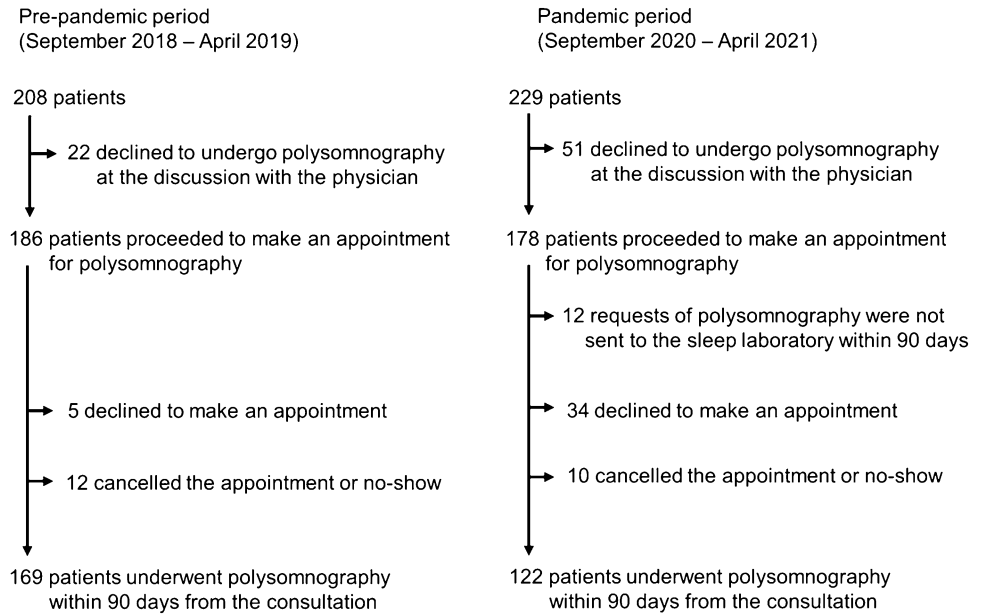 Pre-pandemic period
(September 2018 – April 2019)
208 patients
22 declined to undergo polysomnography
at the discussion with the physician
186 patients proceeded to make an appointment
for polysomnography
5 declined to make an appointment
12 cancelled the appointment or no-show
169 patients underwent polysomnography
within 90 days from the consultation
Pandemic period
(September 2020 – April 2021)
229 patients
51 declined to undergo polysomnography
at the discussion with the physician
178 patients proceeded to make an appointment
for polysomnography
12 requests of polysomnography were not
sent to the sleep laboratory within 90 days
34 declined to make an appointment
10 cancelled the appointment or no-show
122 patients underwent polysomnography
within 90 days from the consultation